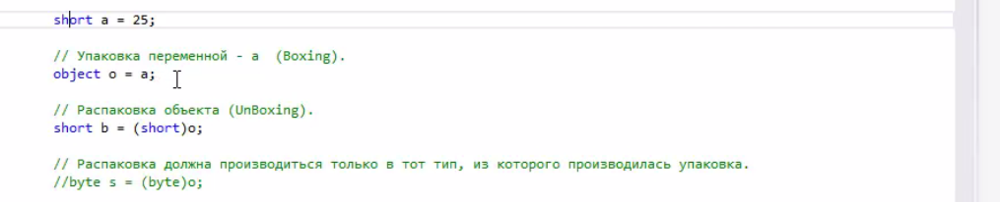 short a = 25;
// Упаковка переменной - a  (Boxing).
object o = a;
// Распаковка объекта (UnBoxing).
short b = (short)o;
// Распаковка должна производиться только в тот тип, из которого производилась упаковка.
//byte s = (byte)o;